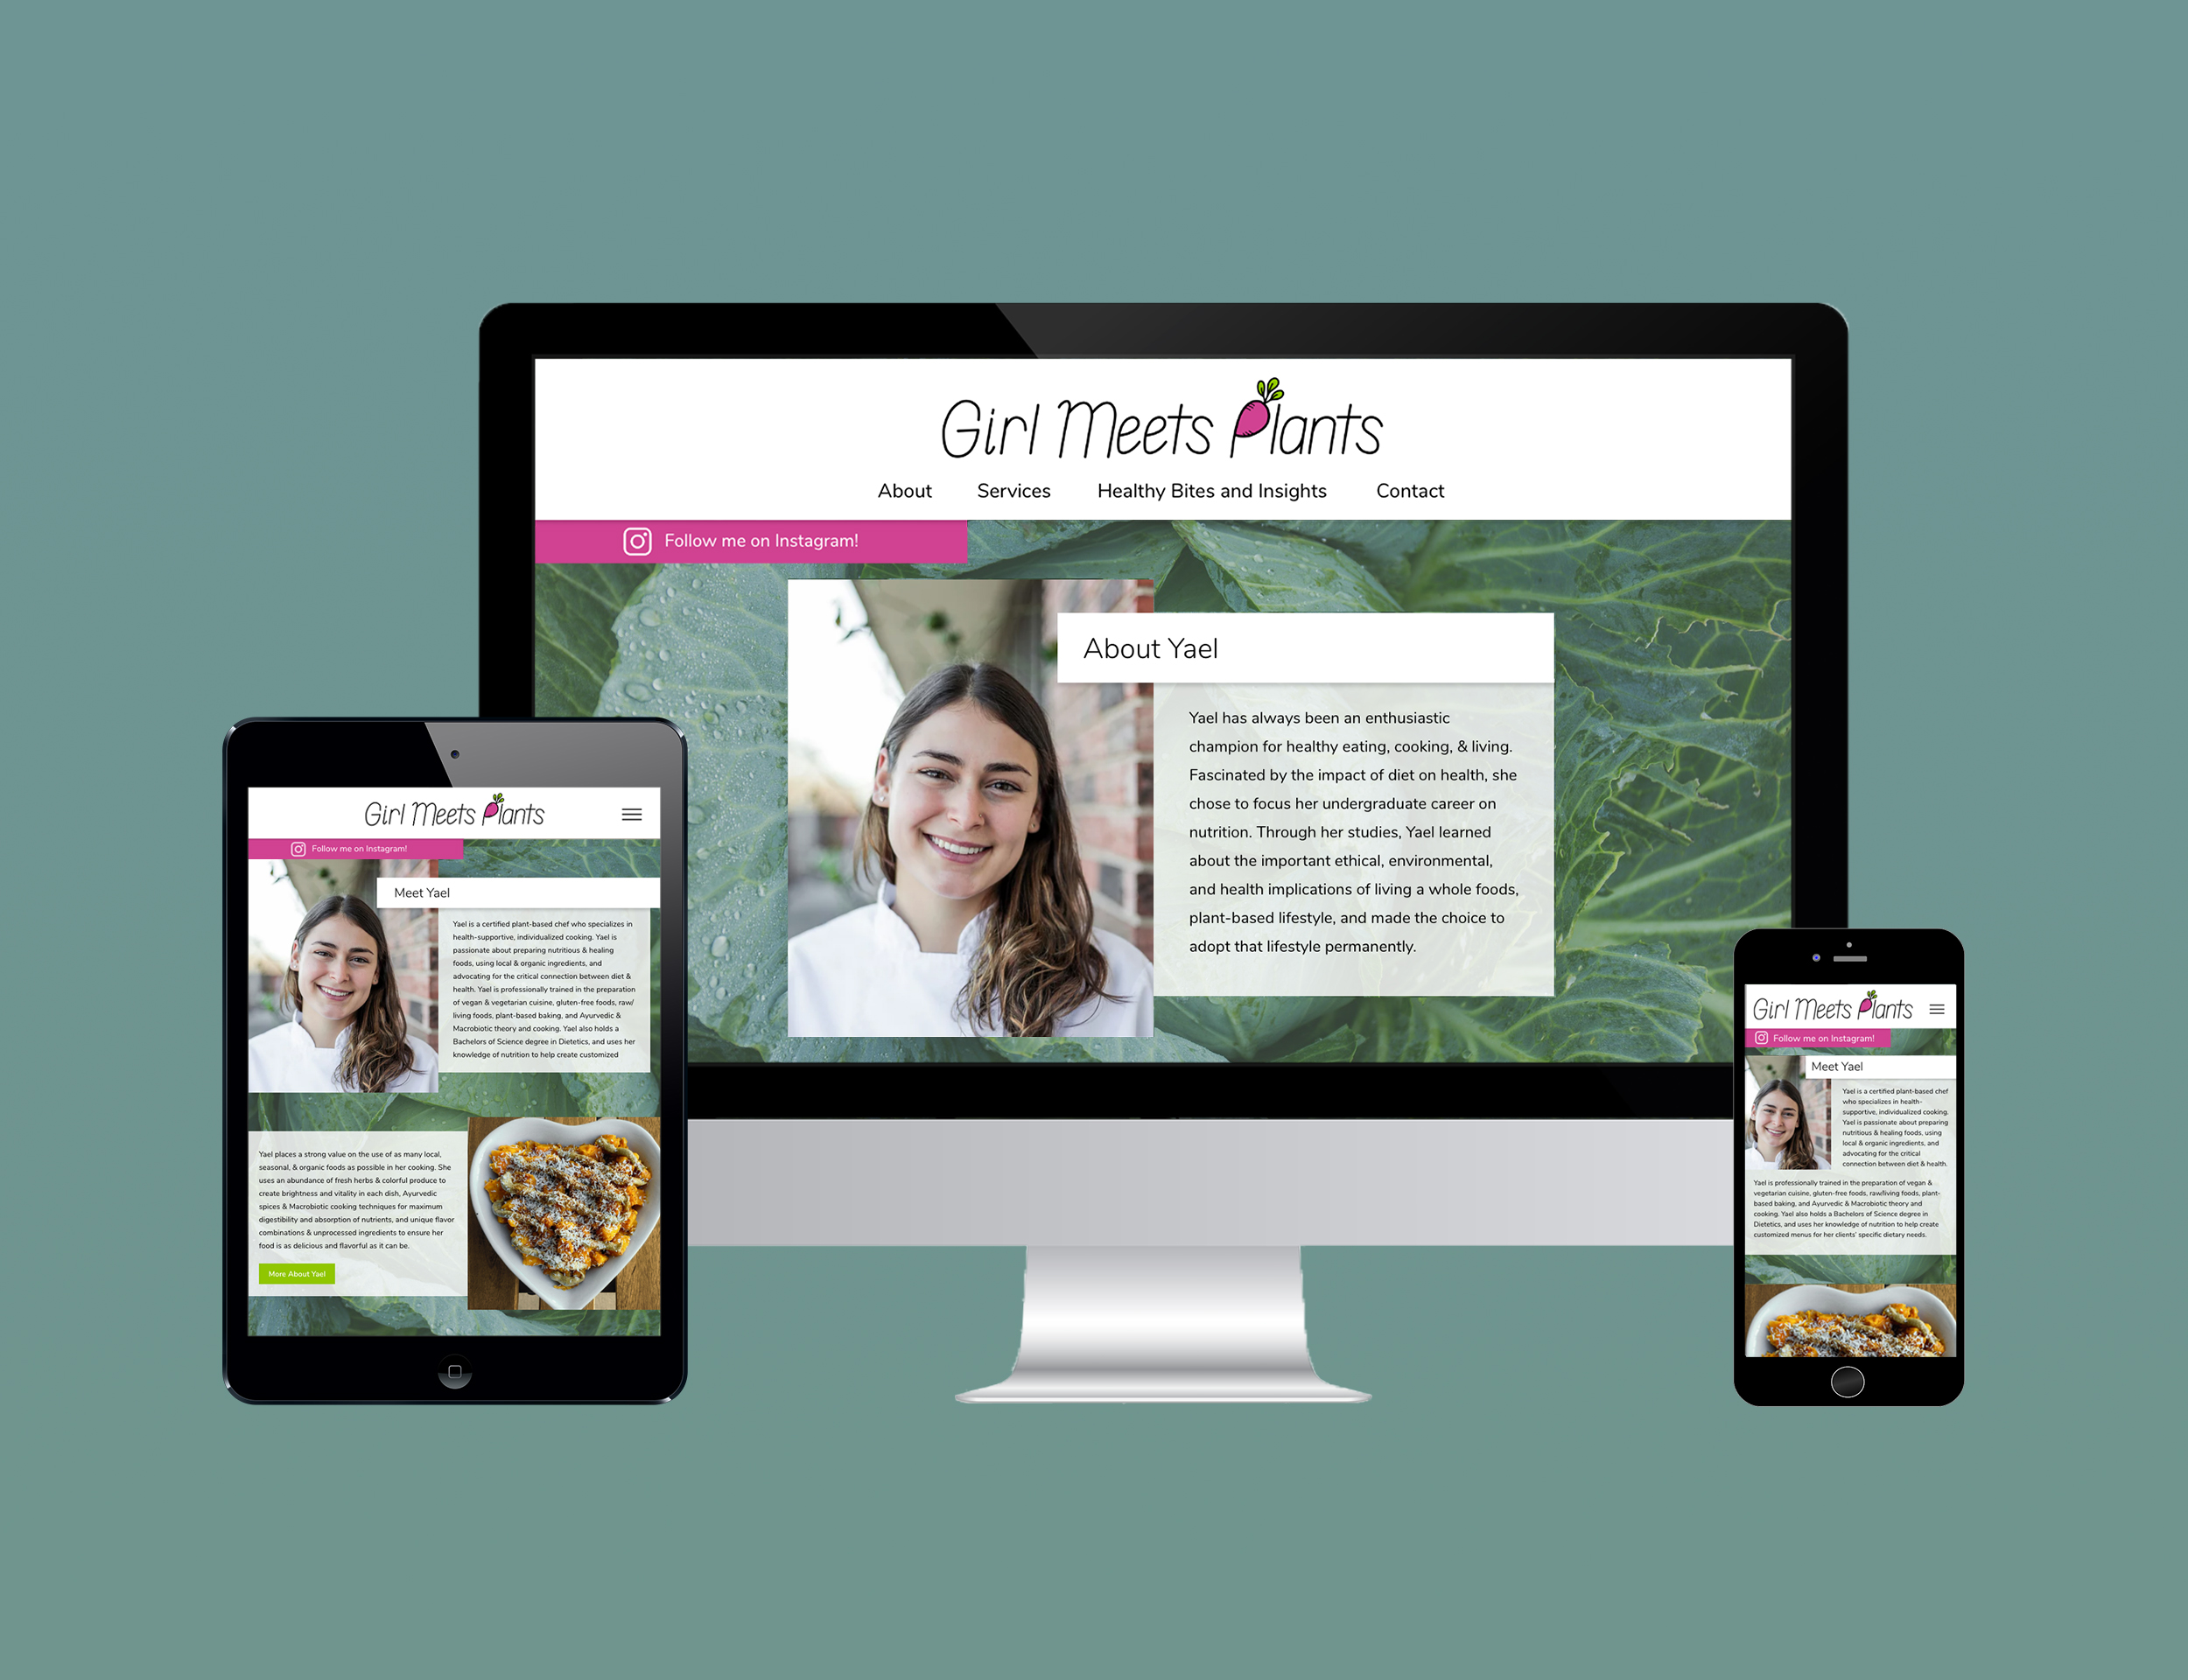 Girl Meets Plants
About Services Healthy Bites and Insights Contact
Follow me on Instagram!
About Yael
Yael has always been an enthusiastic
champion for healthy eating, cooking, & living.
Fascinated by the impact of diet on health, she
chose to focus her undergraduate career on
nutrition. Through her studies, Yael learned
about the important ethical, environmental,
and health implications of living a whole foods,
plant-based lifestyle, and made the choice to
adopt that lifestyle permanently.
Girl Meets Plants
Follow me on Instagram!
Meet Yael
Yael is a certified plant-based chef who specializes in
health-supportive, individualized cooking. Yael is
passionate about preparing nutritious & healing
foods, using local & organic ingredients, and
advocating for the critical connection between diet &
health. Yael is professionally trained in the preparation
of vegan & vegetarian cuisine, gluten-free foods, raw/
living foods, plant-based baking, and Ayurvedic &
Macrobiotic theory and cooking. Yael also holds a
Bachelors of Science degree in Dietetics, and uses her
knowledge of nutrition to help create customized
Yael places a strong value on the use of as many local,
seasonal, & organic foods as possible in her cooking. She
uses an abundance of fresh herbs & colorful produce to
create brightness and vitality in each dish, Ayurvedic
spices & Macrobiotic cooking techniques for maximum
digestibility and absorption of nutrients, and unique flavor
combinations & unprocessed ingredients to ensure her
food is as delicious and flavorful as it can be.
More About Yael
Girl Meets Plants
Follow me on Instagram!
Meet Yael
Yael is a certified plant-based chef
who specializes in health-
supportive, individualized cooking.
Yael is passionate about preparing
nutritious & healing foods, using
local & organic ingredients, and
advocating for the critical
connection between diet & health.
Yael is professionally trained in the preparation of vegan &
vegetarian cuisine, gluten-free foods, raw/living foods, plant-
based baking, and Ayurvedic & Macrobiotic theory and
cooking. Yael also holds a Bachelors of Science degree in
Dietetics, and uses her knowledge of nutrition to help create
customized menus for her clients' specific dietary needs.